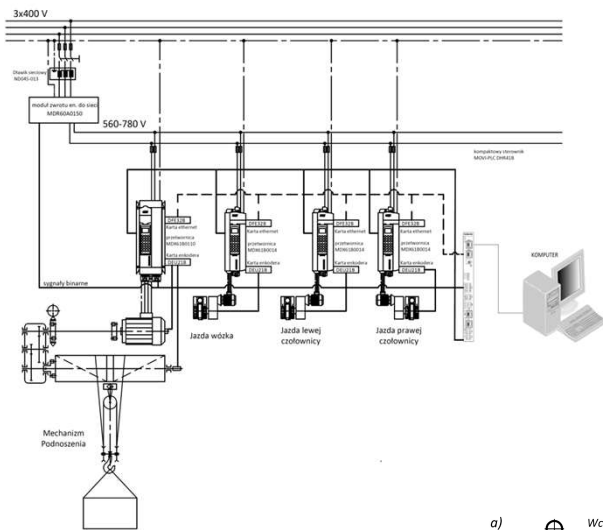 3x400 V
Dławik sieciowy
ND045-013
moduł zwrotu en. do sieci
MDR60A0150
560-780 V
Kompaktowy sterownik
MOVI-PLC DHR41B
DFE32B
Karta ethernet
przetwornica
MDX61B0110
Karta enkodera
DEU21B
DFE32B
Karta ethernet
przetwornica
MDX61B0014
Karta enkodera
DEU21B
DFE32B
Karta ethernet
przetwornica
MDX61B0014
Karta enkodera
DEU21B
DFE32B
Karta ethernet
przetwornica
MDX61B0014
Karta enkodera
DEU21B
KOMPUTER
sygnały binarne
Jazda wózka
Jazda lewej
czołownicy
Jazda prawej
czołownicy
Mechanizm
Podnoszenia
a)